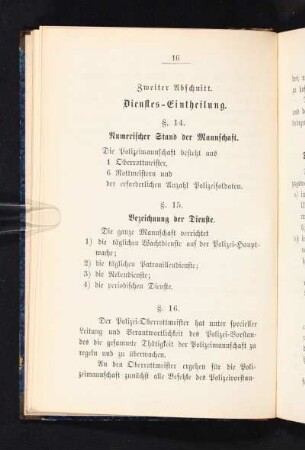 16
Zweiter Abschnitt.
Dienstes-Eintheilung.
§. 14.
Numerischer Stand der Mannschaft.
Die Polizeimannschaft besteht aus
1 Oberrottmeister,
6 Rottmeistern und
der erforderlichen Anzahl Polizeisoldaten.
§. 15.
Bezeichnung der Dienste.
Die ganze Mannschaft verrichtet
1) die täglichen Wachtdienste auf der Polizei-Haupt-
wache;
2) die täglichen Patrouillendienste;
3) die Nebendienste;
4) die periodischen Dienste.
§. 16.
Der Polizei-Oberrottmeister hat unter specieller
Leitung und Verantwortlichkeit des Polizei-Vorstan-
des die gesammte Thätigkeit der Polizeimannschaft zu
regeln und zu überwachen.
An den Oberrottmeister ergehen für die Poli-
zeimannschaft zunächst alle Befehle des Polizeivorstan-